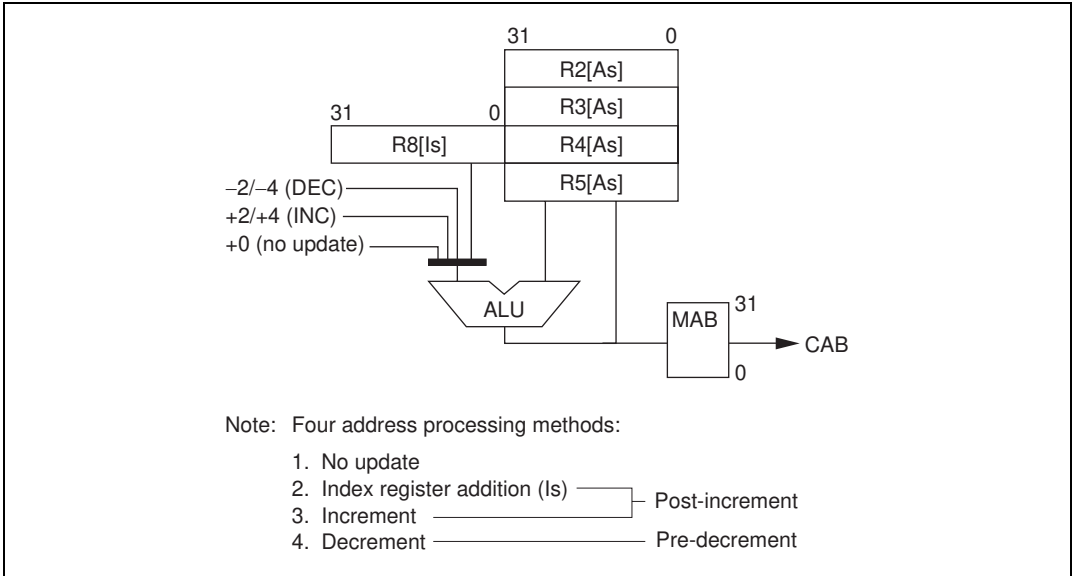 31 0
R2[As]
R3[As]
31 0
R8[Is] R4[As]
R5[As]
–2/–4 (DEC)
+2/+4 (INC)
+0 (no update)
ALU
MAB 31
CAB
0
Note: Four address processing methods:
1. No update
2. Index register addition (Is)
Post-increment
3. Increment
4. Decrement Pre-decrement